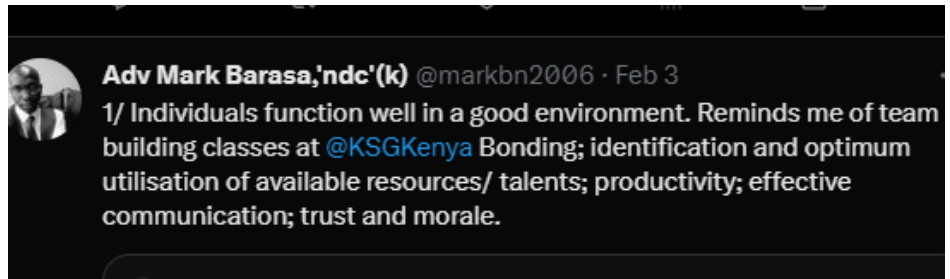 Adv Mark Barasa,'ndc'(k) @markbn2006 · Feb 3
1/ Individuals function well in a good environment. Reminds me of team
building classes at @KSGKenya Bonding; identification and optimum
utilisation of available resources/ talents; productivity; effective
communication; trust and morale.